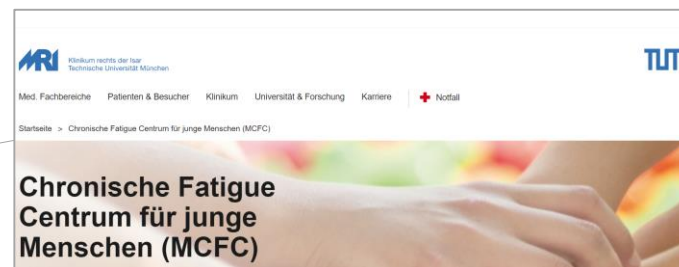 MRI
Klinikum rechts der Isar
Technische Universität München
TUM
Med. Fachbereiche Patienten & Besucher Klinikum Universität & Forschung Karriere Notfall
Startseite > Chronische Fatigue Centrum für junge Menschen (MCFC)
Chronische Fatigue
Centrum für junge
Menschen (MCFC)